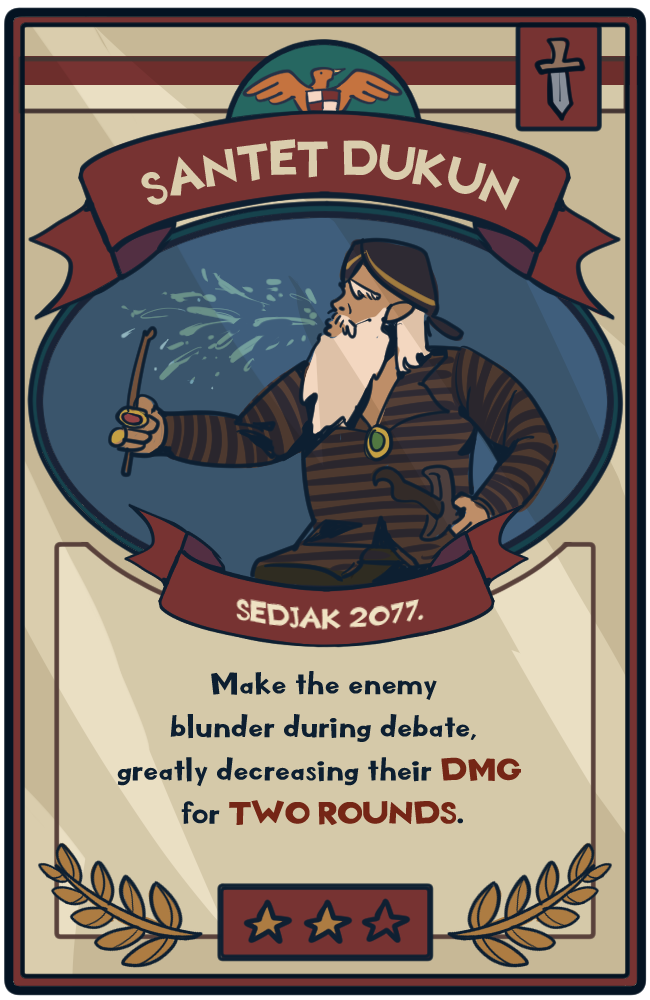 SANTET DUKUN
SEDJAK 2077.
Make the enemy
blunder during debate,
greatly decreasing their DMG
for TWO ROUNDS.